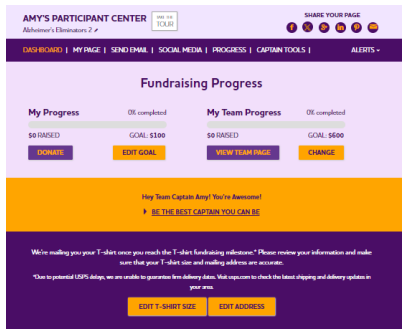 AMY'S PARTICIPANT CENTER
TOUR
SHARE YOUR PAGE
Alzheimer's Eliminators 2
DASHBOARD | MY PAGE | SEND EMAIL | SOCIAL MEDIA | PROGRESS | CAPTAIN TOOLS | ALERTS
Fundraising Progress
My Progress 0% completed
My Team Progress 0% completed
$0 RAISED GOAL: $100
$0 RAISED GOAL: $600
DONATE EDIT GOAL
VIEW TEAM PAGE CHANGE
Hey Team Captain Amy! You're Awesome!
BE THE BEST CAPTAIN YOU CAN BE
We're mailing you your T-shirt once you reach the T-shirt fundraising milestone.* Please review your information and make
sure that your T-shirt size and mailing address are accurate.
*Due to potential USPS delays, we are unable to guarantee firm delivery dates. Visit usps.com to check the latest shipping and delivery updates in
your area.
EDIT T-SHIRT SIZE EDIT ADDRESS